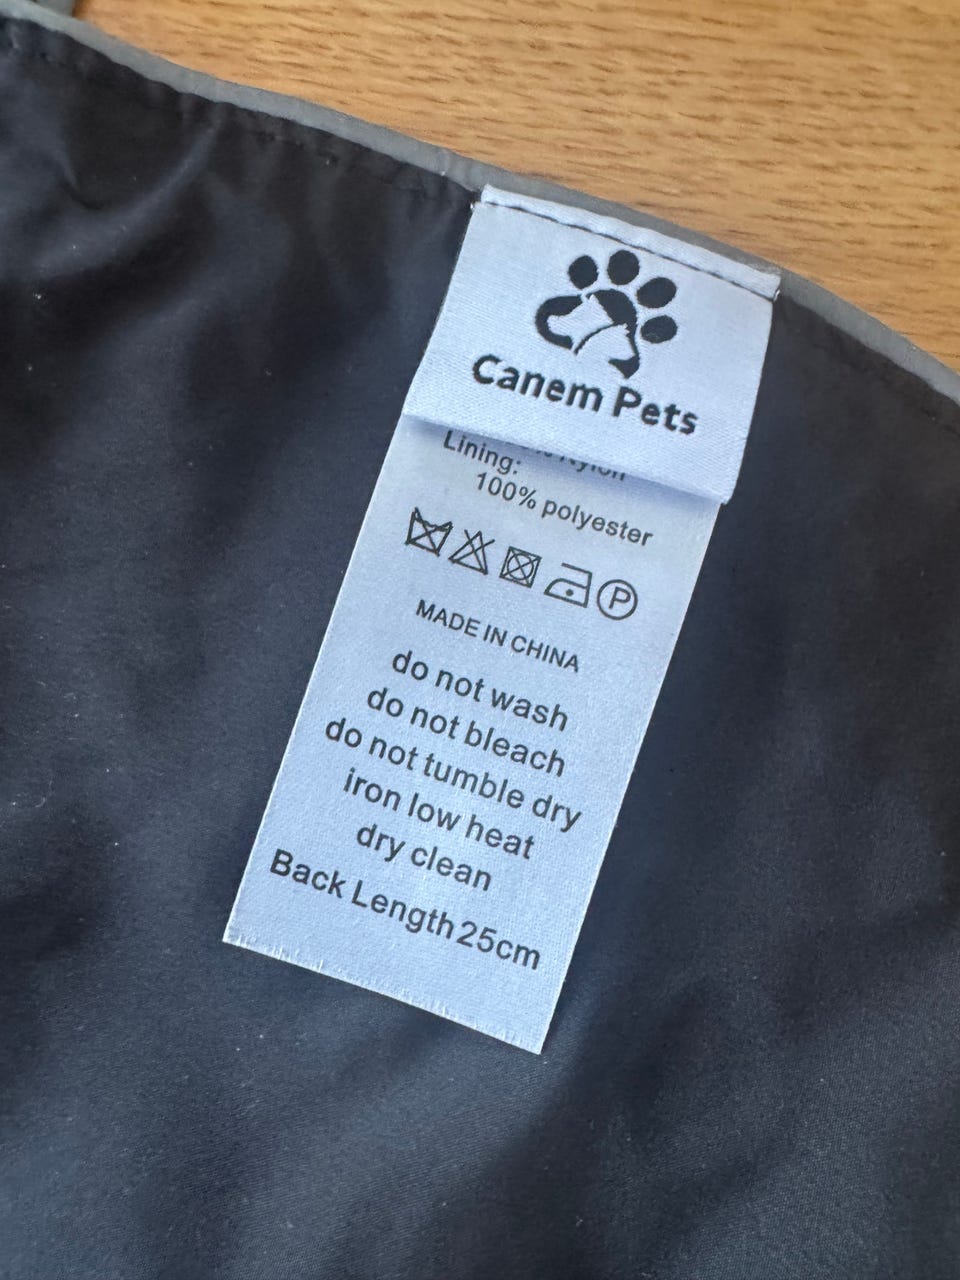 Canem Pets
Nylon
Lining:
100% polyester
P
MADE IN CHINA
do not wash
do not bleach
do not tumble dry
iron low heat
dry clean
Back Length 25cm